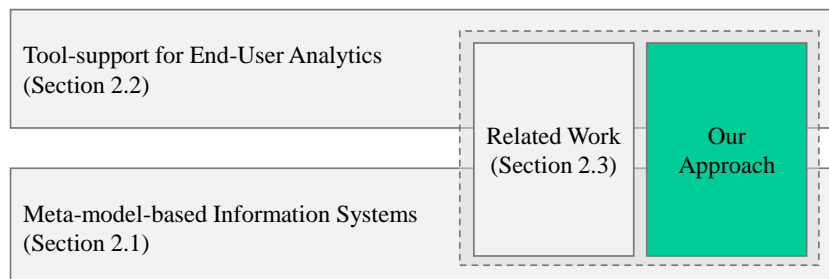 Tool-support for End-User Analytics
(Section 2.2)
Related Work
(Section 2.3)
Our
Approach
Meta-model-based Information Systems
(Section 2.1)